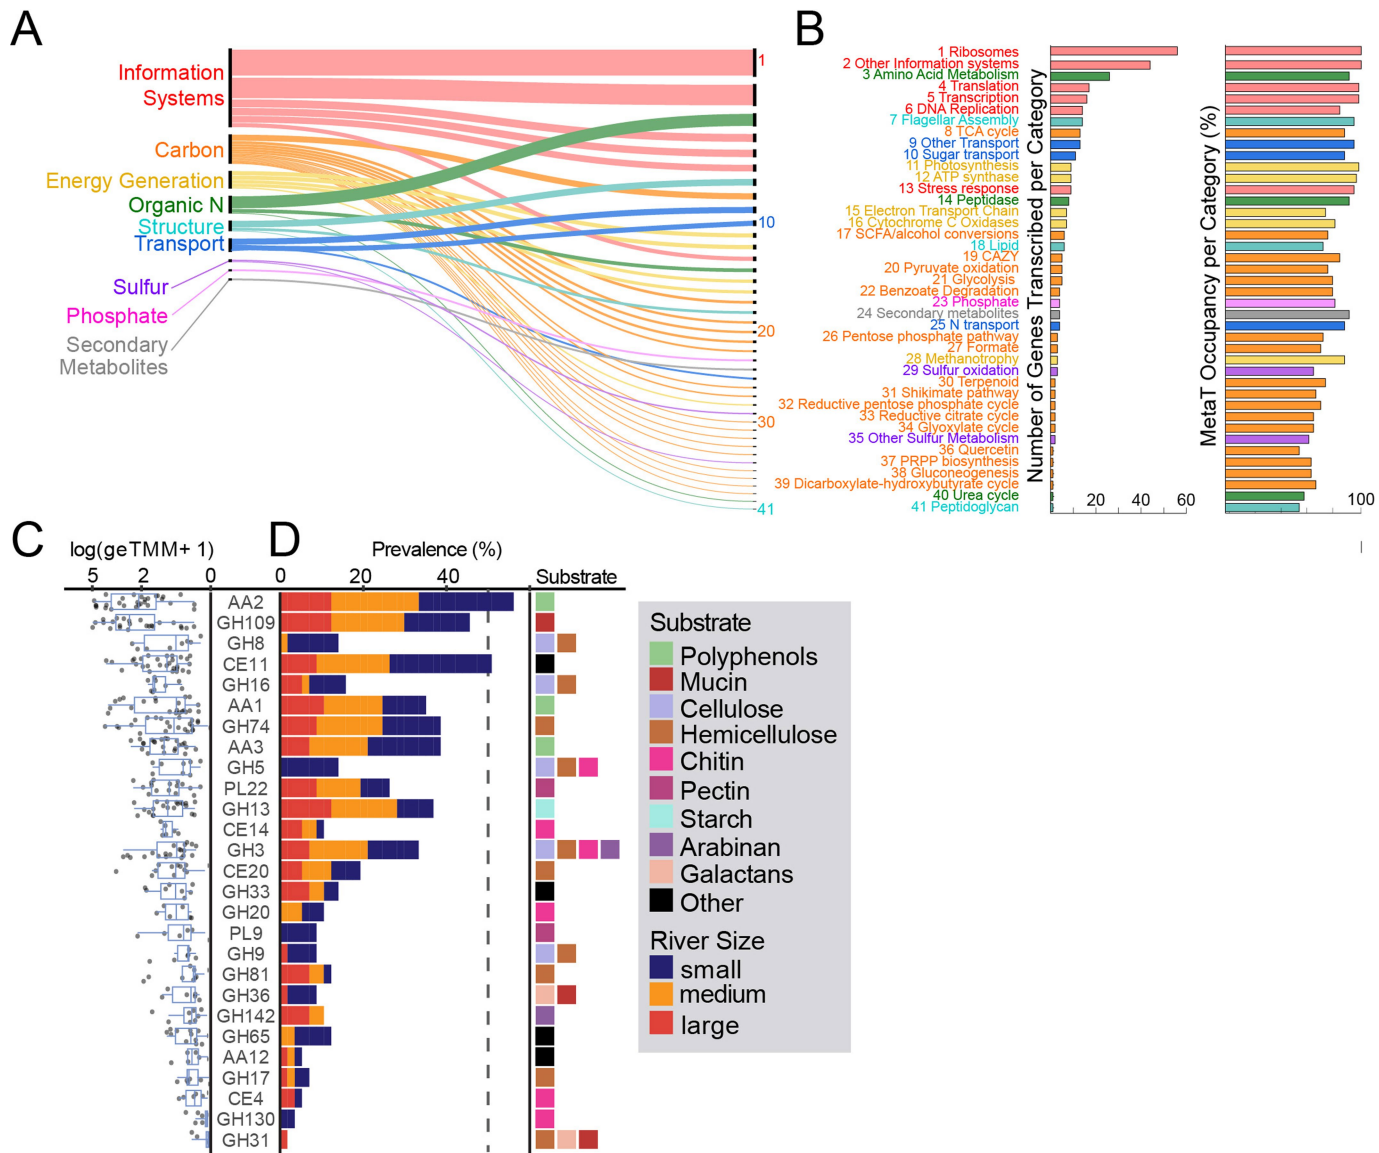 A
Information
Systems
Carbon
Energy Generation
Organic N
Structure
Transport
Sulfur
Phosphate
Secondary
Metabolites
1
10
20
30
41
B
1 Ribosomes
2 Other Information systems
3 Amino Acid Metabolism
4 Translation
5 Transcription
6 DNA Replication
7 Flagellar Assembly
8 TCA cycle
9 Other Transport
10 Sugar transport
11 Photosynthesis
12 ATP synthase
13 Stress response
14 Peptidase
15 Electron Transport Chain
16 Cytochrome C Oxidases
17 SCFA/alcohol conversions
18 Lipid
19 CAZY
20 Pyruvate oxidation
21 Glycolysis
22 Benzoate Degradation
23 Phosphate
24 Secondary metabolites
25 N transport
26 Pentose phosphate pathway
27 Formate
28 Methanotrophy
29 Sulfur oxidation
30 Terpenoid
31 Shikimate pathway
32 Reductive pentose phosphate cycle
33 Reductive citrate cycle
34 Glyoxylate cycle
35 Other Sulfur Metabolism
36 Quercetin
37 PRPP biosynthesis
38 Gluconeogenesis
39 Dicarboxylate-hydroxybutyrate cycle
40 Urea cycle
41 Peptidoglycan
Number of Genes Transcribed per Category
20 40 60
MetaT Occupancy per Category (%)
100
C
log(geTMM+ 1)
5 2 0
D
Prevalence (%)
0 20 40
Substrate
AA2
GH109
GH8
CE11
GH16
AA1
GH74
AA3
GH5
PL22
GH13
CE14
GH3
CE20
GH33
GH20
PL9
GH9
GH81
GH36
GH142
GH65
AA12
GH17
CE4
GH130
GH31
Substrate
Polyphenols
Mucin
Cellulose
Hemicellulose
Chitin
Pectin
Starch
Arabinan
Galactans
Other
River Size
small
medium
large